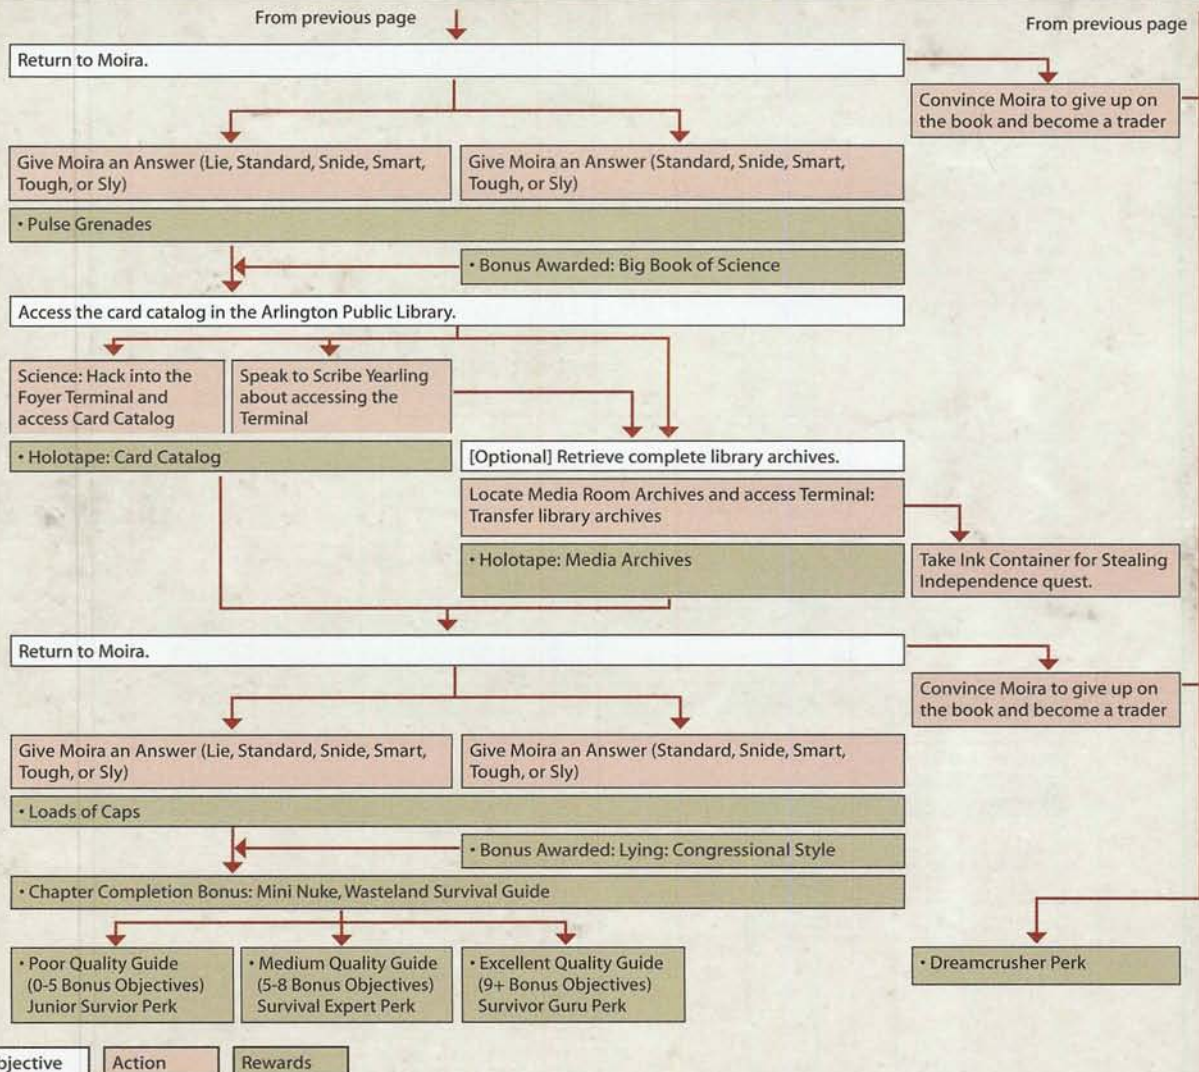 From previous page
From previous page
Return to Moira.
Convince Moira to give up on
the book and become a trader
Give Moira an Answer (Lie, Standard, Snide, Smart,
Tough, or Sly)
Give Moira an Answer (Standard, Snide, Smart,
Tough, or Sly)
• Pulse Grenades
• Bonus Awarded: Big Book of Science
Access the card catalog in the Arlington Public Library.
Science: Hack into the
Foyer Terminal and
access Card Catalog
Speak to Scribe Yearling
about accessing the
Terminal
• Holotape: Card Catalog
[Optional] Retrieve complete library archives.
Locate Media Room Archives and access Terminal:
Transfer library archives
• Holotape: Media Archives
Take Ink Container for Stealing
Independence quest.
Return to Moira.
Convince Moira to give up on
the book and become a trader
Give Moira an Answer (Lie, Standard, Snide, Smart,
Tough, or Sly)
Give Moira an Answer (Standard, Snide, Smart,
Tough, or Sly)
• Loads of Caps
• Bonus Awarded: Lying: Congressional Style
• Chapter Completion Bonus: Mini Nuke, Wasteland Survival Guide
• Poor Quality Guide
(0-5 Bonus Objectives)
Junior Survior Perk
• Medium Quality Guide
(5-8 Bonus Objectives)
Survival Expert Perk
• Excellent Quality Guide
(9+ Bonus Objectives)
Survivor Guru Perk
• Dreamcrusher Perk
bjective
Action
Rewards